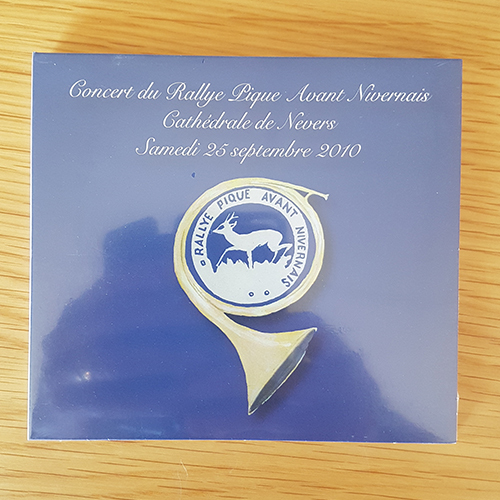 Concert du Rallye Pique Avant Nivernais
Cathédrale de Nevers
Samedi 25 septembre 2010
RALLYE PIQUE AVANT NIVERNAIS